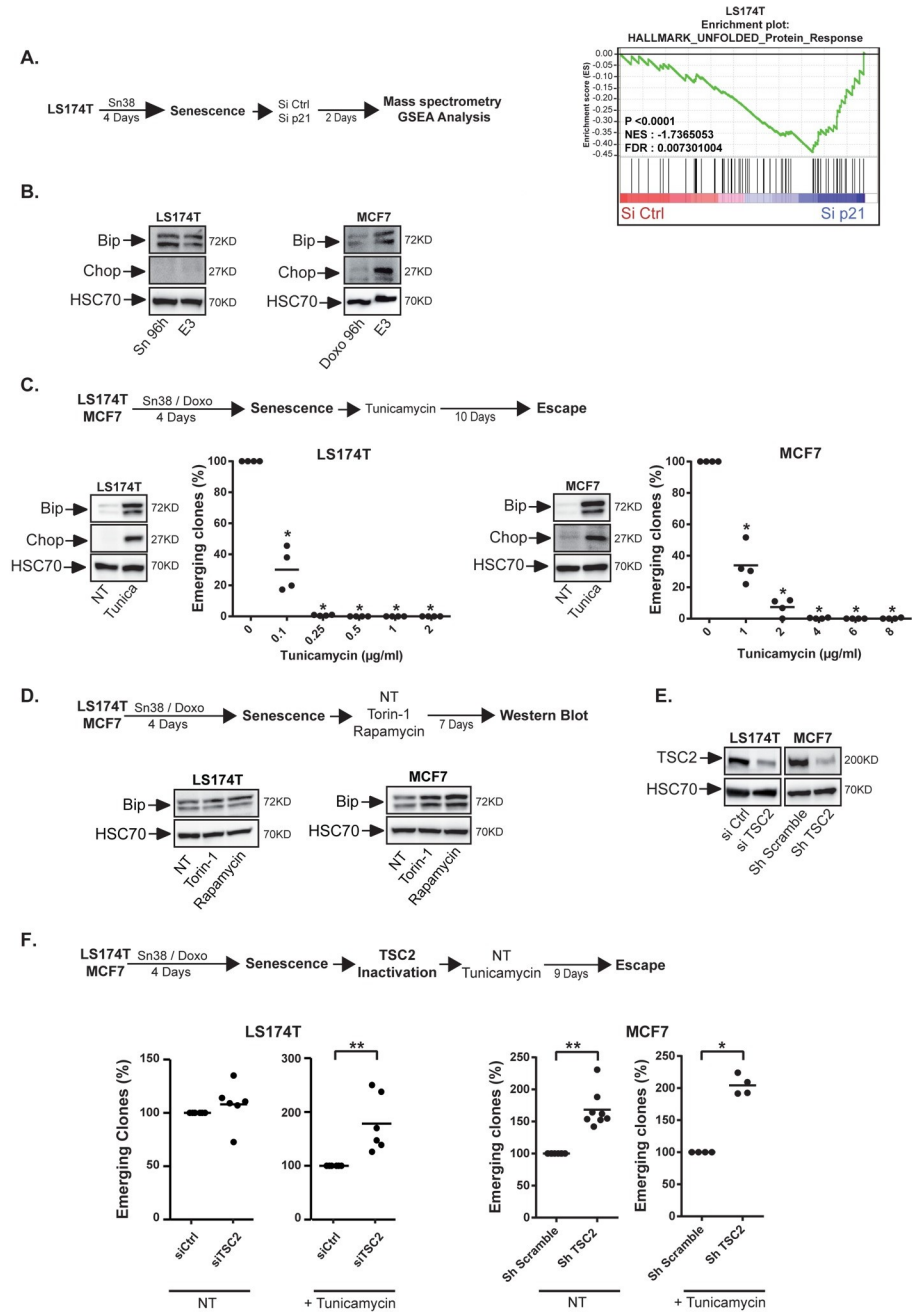 A.
LS174T
Sn38
4 Days
Senescence
Si Ctrl
Si p21
2 Days
Mass spectrometry
GSEA Analysis
LS174T
Enrichment plot:
HALLMARK_UNFOLDED_Protein_Response
Enrichment score (ES)
0.00
-0.05
-0.10
-0.15
-0.20
-0.25
-0.30
-0.35
-0.40
-0.45
P <0.0001
NES : -1.7365053
FDR : 0.007301004
Si Ctrl
Si p21
B.
LS174T
Bip
72KD
Chop
27KD
HSC70
70KD
Sn 96h
E3
MCF7
Bip
72KD
Chop
27KD
HSC70
70KD
Doxo 96h
E3
C.
LS174T
MCF7
Sn38 / Doxo
4 Days
Senescence
Tunicamycin
10 Days
Escape
LS174T
Bip
72KD
Chop
27KD
HSC70
70KD
NT
Tunica
LS174T
Emerging clones (%)
100
80
60
40
20
0
*
* * * *
0 0.1 0.25 0.5 1 2
Tunicamycin (µg/ml)
MCF7
Bip
72KD
Chop
27KD
HSC70
70KD
NT
Tunica
MCF7
Emerging clones (%)
100
80
60
40
20
0
*
*
* * *
0 1 2 4 6 8
Tunicamycin (µg/ml)
D.
LS174T
MCF7
Sn38 / Doxo
4 Days
Senescence
NT
Torin-1
Rapamycin
7 Days
Western Blot
LS174T
Bip
72KD
HSC70
70KD
NT
Torin-1
Rapamycin
MCF7
Bip
72KD
HSC70
70KD
NT
Torin-1
Rapamycin
E.
LS174T MCF7
TSC2
200KD
HSC70
70KD
si Ctrl
si TSC2
Sh Scramble
Sh TSC2
F.
LS174T
MCF7
Sn38 / Doxo
4 Days
Senescence
TSC2
Inactivation
NT
Tunicamycin
9 Days
Escape
LS174T
Emerging Clones (%)
150
100
50
0
siCtrl
siTSC2
NT
300
200
100
0
**
siCtrl
siTSC2
+ Tunicamycin
MCF7
Emerging clones (%)
250
200
150
100
50
0
**
Sh Scramble
Sh TSC2
NT
Emerging clones (%)
250
200
150
100
50
0
*
Sh Scramble
Sh TSC2
+ Tunicamycin